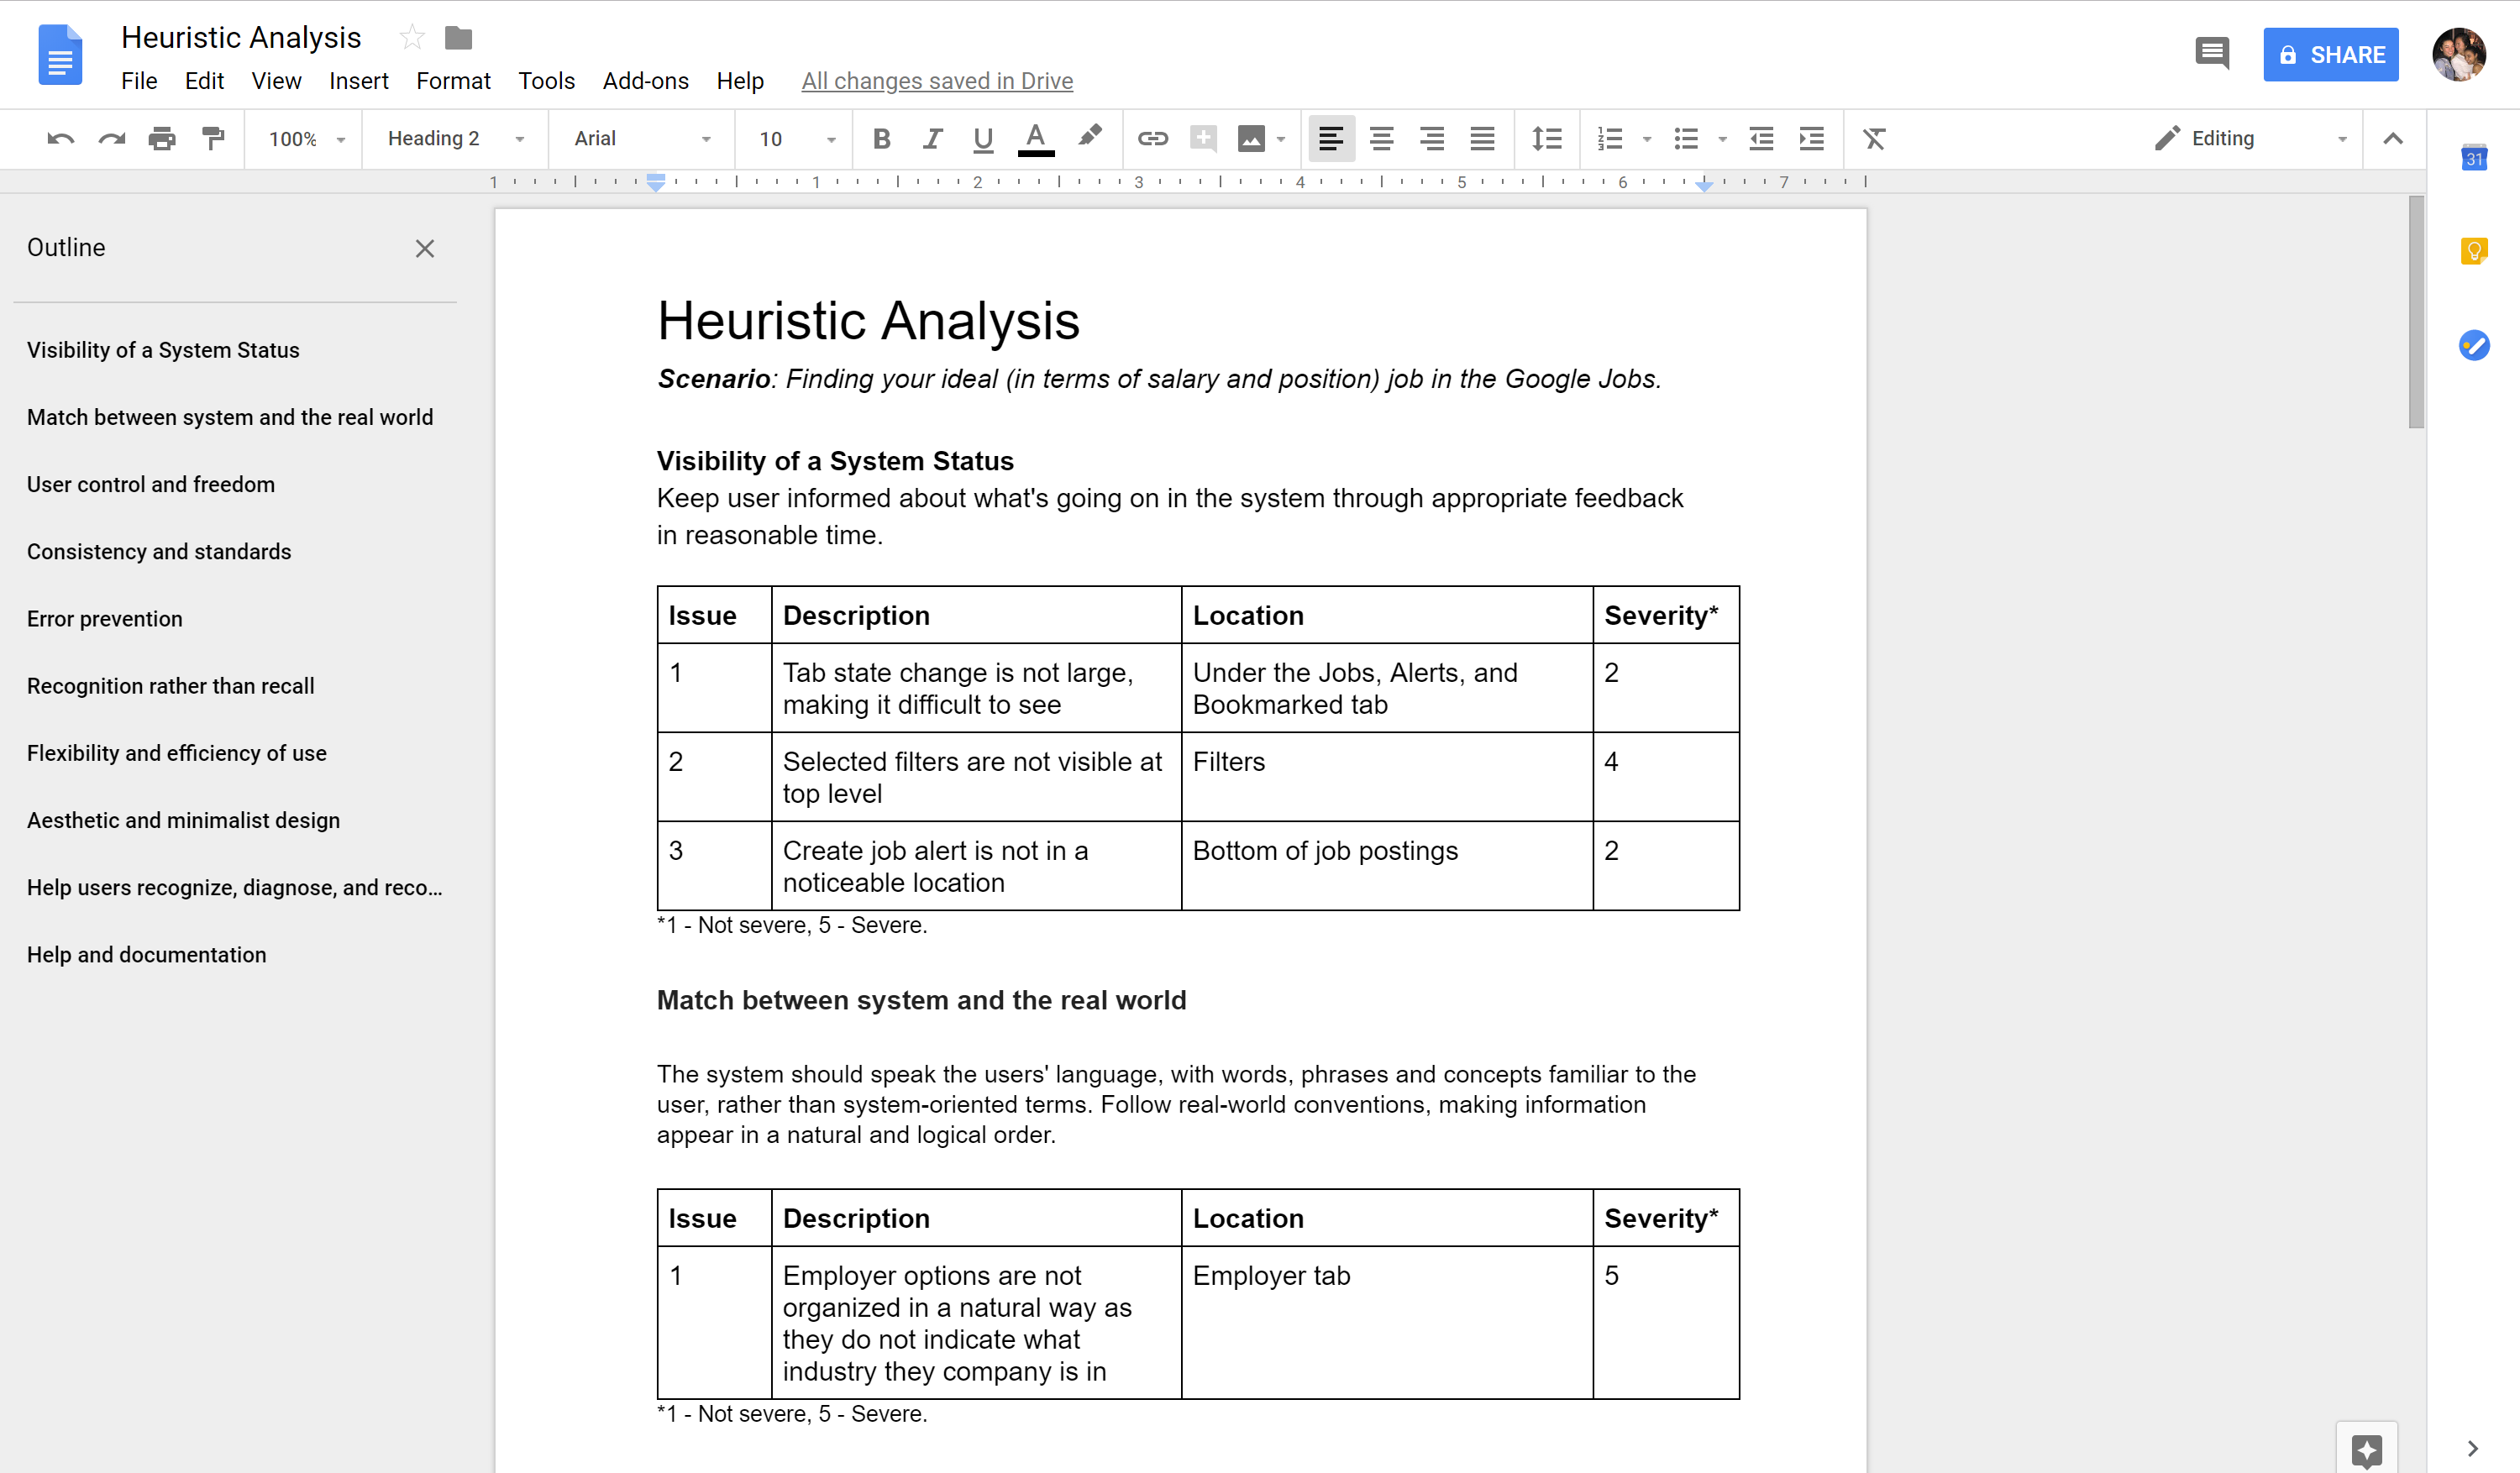 Heuristic Analysis
File Edit View Insert Format Tools Add-ons Help All changes saved in Drive
SHARE
100% Heading 2 Arial 10 Editing
1 1 2 3 4 5 6 7
31
Outline
Visibility of a System Status
Match between system and the real world
User control and freedom
Consistency and standards
Error prevention
Recognition rather than recall
Flexibility and efficiency of use
Aesthetic and minimalist design
Help users recognize, diagnose, and reco...
Help and documentation
Heuristic Analysis
Scenario: Finding your ideal (in terms of salary and position) job in the Google Jobs.
Visibility of a System Status
Keep user informed about what's going on in the system through appropriate feedback
in reasonable time.
Issue Description Location Severity*
1 Tab state change is not large, Under the Jobs, Alerts, and 2
making it difficult to see Bookmarked tab
2 Selected filters are not visible at Filters 4
top level
3 Create job alert is not in a Bottom of job postings 2
noticeable location
*1 - Not severe, 5 - Severe.
Match between system and the real world
The system should speak the users' language, with words, phrases and concepts familiar to the
user, rather than system-oriented terms. Follow real-world conventions, making information
appear in a natural and logical order.
Issue Description Location Severity*
1 Employer options are not Employer tab 5
organized in a natural way as
they do not indicate what
industry they company is in
*1 - Not severe, 5 - Severe.